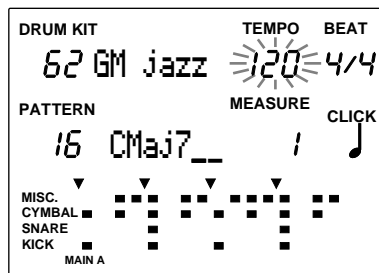 DRUM KIT TEMPO BEAT
62 GM jazz 120 4/4
PATTERN MEASURE CLICK
16 CMaj7__ 1
MISC.
CYMBAL
SNARE
KICK
MAIN A